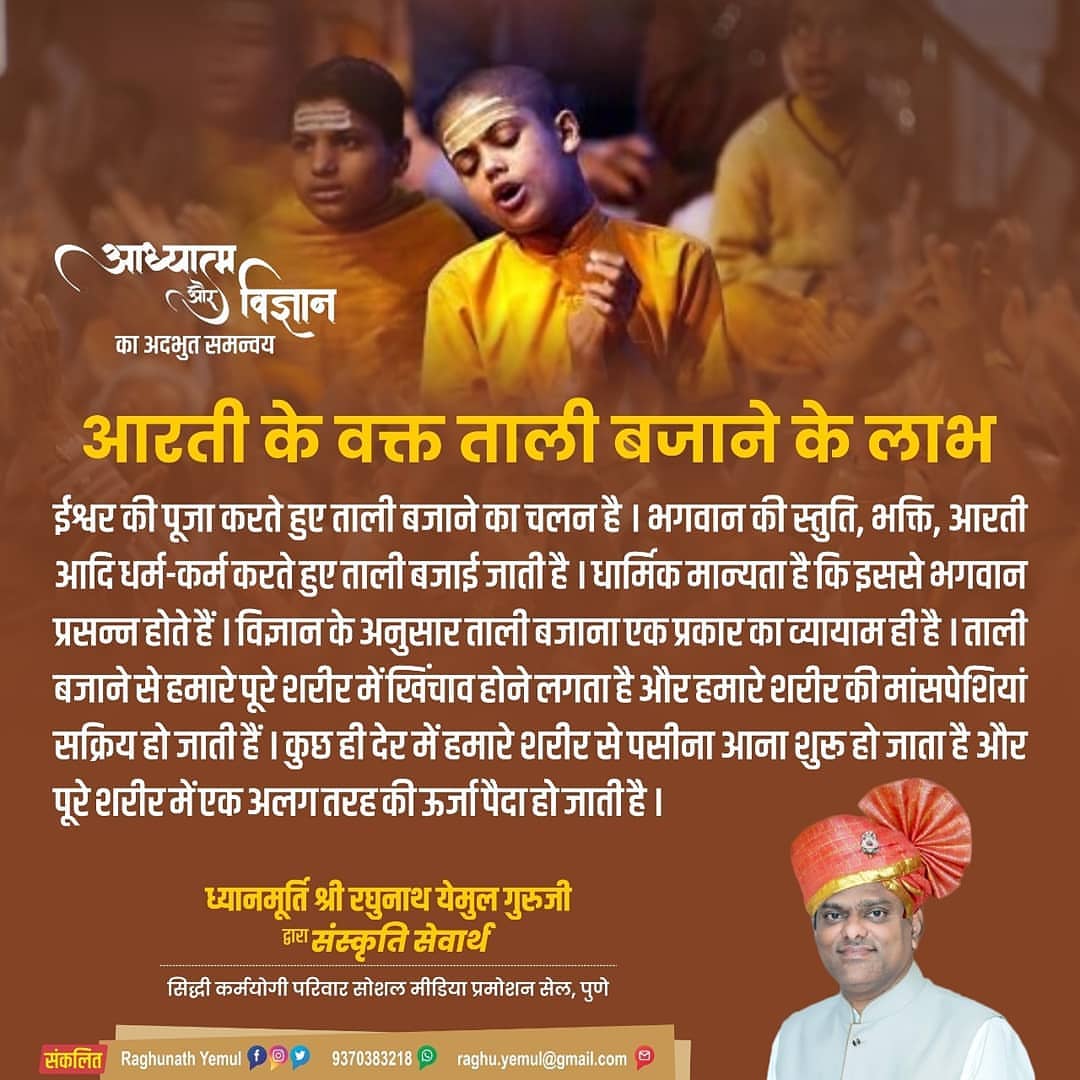 आध्यात्म
और विज्ञान
का अदभुत समन्वय
आरती के वक्त ताली बजाने के लाभ
ईश्वर की पूजा करते हुए ताली बजाने का चलन है । भगवान की स्तुति, भक्ति, आरती
आदि धर्म-कर्म करते हुए ताली बजाई जाती है । धार्मिक मान्यता है कि इससे भगवान
प्रसन्न होते हैं । विज्ञान के अनुसार ताली बजाना एक प्रकार का व्यायाम ही है । ताली
बजाने से हमारे पूरे शरीर में खिंचाव होने लगता है और हमारे शरीर की मांसपेशियां
सक्रिय हो जाती हैं । कुछ ही देर में हमारे शरीर से पसीना आना शुरू हो जाता है और
पूरे शरीर में एक अलग तरह की ऊर्जा पैदा हो जाती है ।
ध्यानमूर्ति श्री रघुनाथ येमुल गुरुजी
द्वारा संस्कृति सेवार्थ
सिद्धी कर्मयोगी परिवार सोशल मीडिया प्रमोशन सेल, पुणे
संकलित Raghunath Yemul 9370383218 raghu.yemul@gmail.com